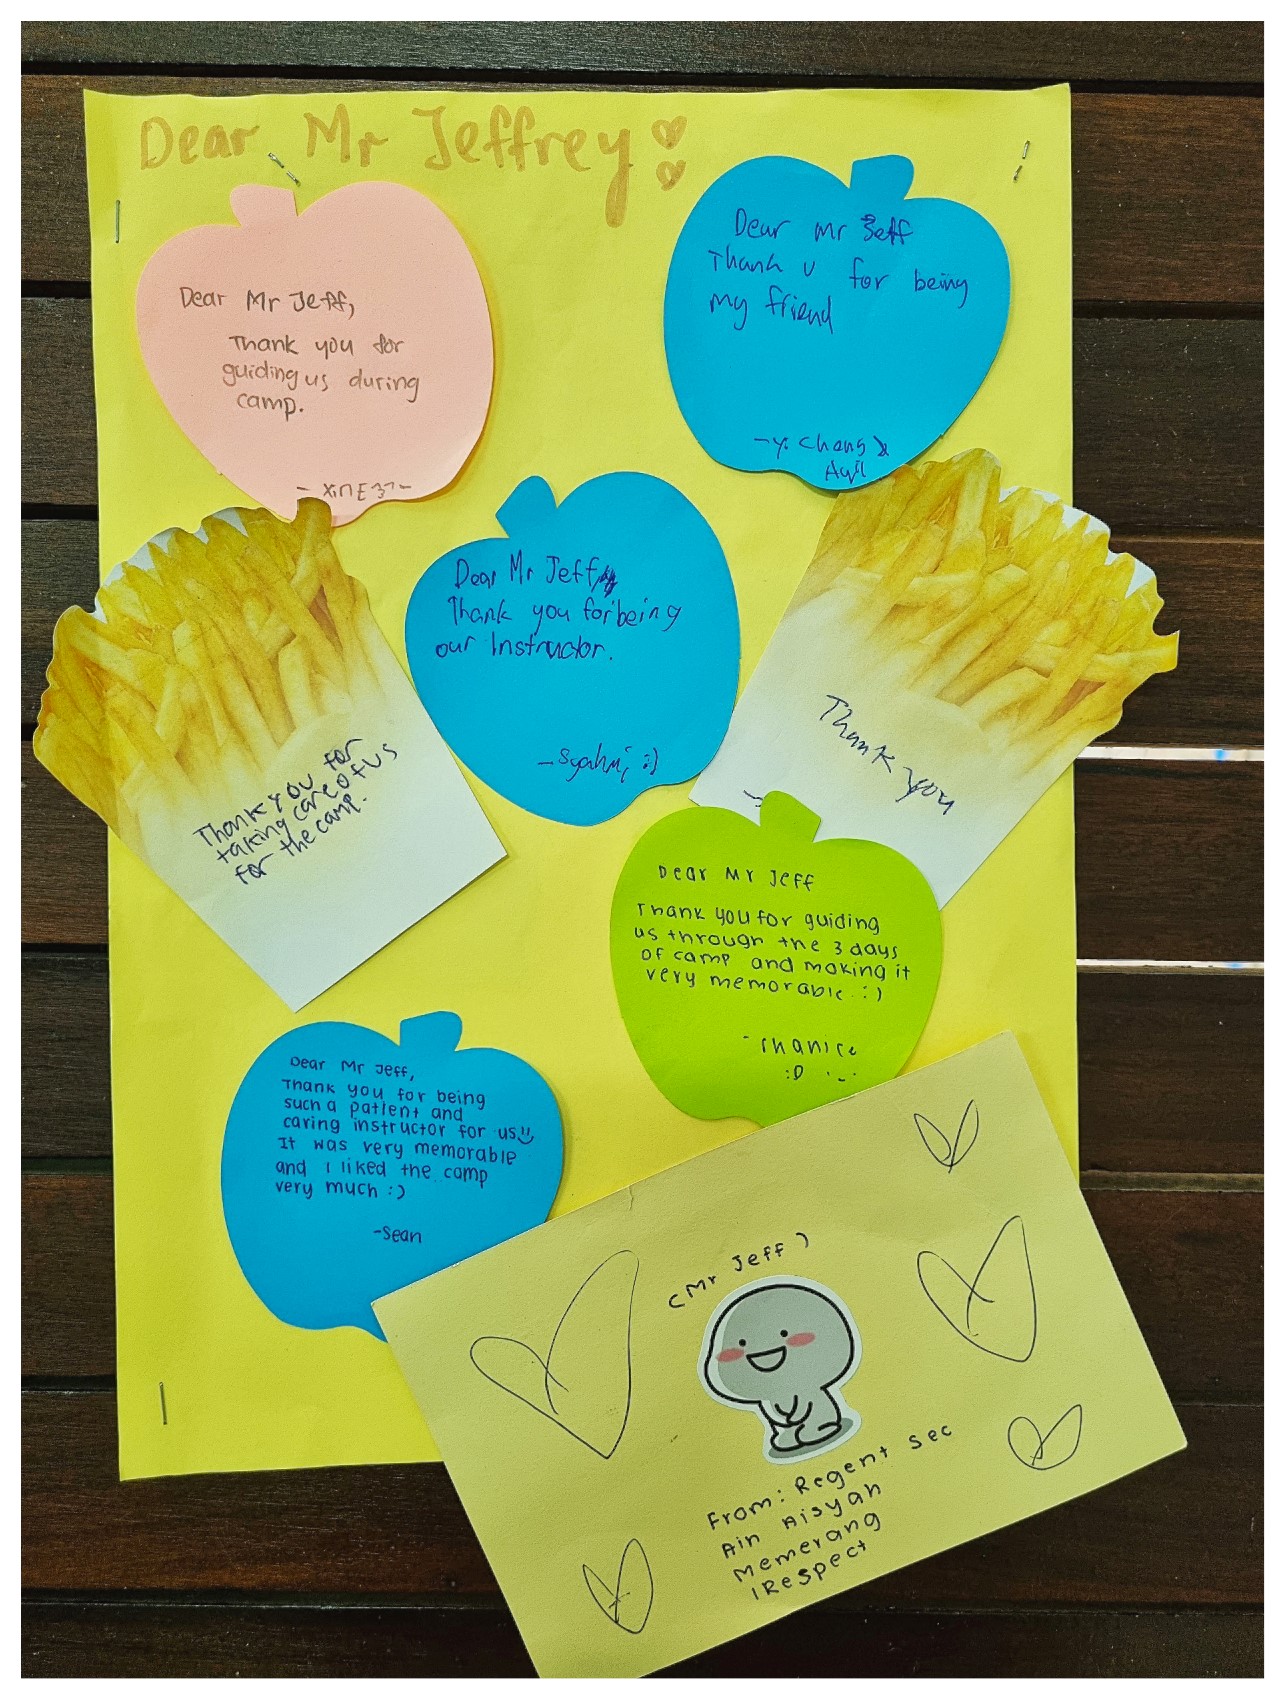 Dear Mr Jeffrey
Dear Mr Jeff,
Thank you for
guiding us during
camp.
Dear Mr Jeff
Thank u for being
my friend
Dear Mr Jeff
Thank you for being
our Instructor.
-Syahmi :)
Thank you for
taking care of us
for the camp.
Thank you
Dear Mr Jeff
Thank you for guiding
us through the 3 days
of camp and making it
very memorable :)
- Chanice
:D
Dear Mr Jeff,
Thank you for being
such a patient and
caring instructor for us
It was very memorable
and I liked the camp
very much :)
-Sean
(Mr Jeff)
From: Regent Sec
Ain Aisyah
Memerang
1Respect